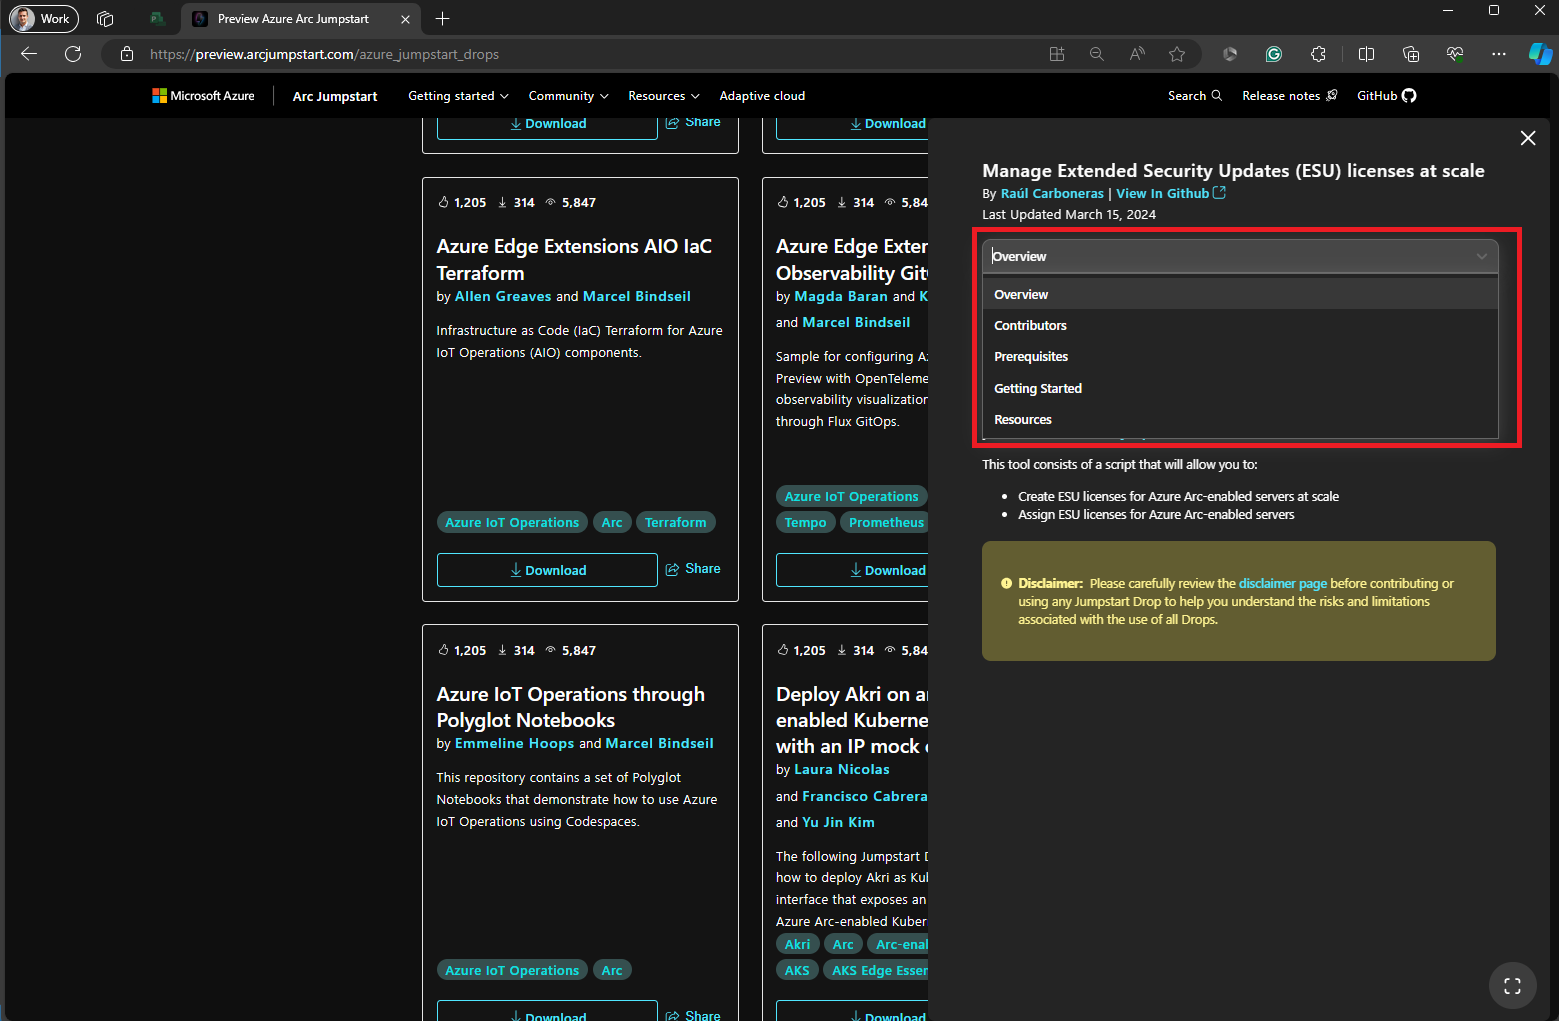 Work
Preview Azure Arc Jumpstart
https://preview.arcjumpstart.com/azure_jumpstart_drops
Microsoft Azure
Arc Jumpstart
Getting started
Community
Resources
Adaptive cloud
Search
Release notes
GitHub
Download
Share
Download
1,205 314 5,847
Azure Edge Extensions AIO IaC
Terraform
by Allen Greaves and Marcel Bindseil
Infrastructure as Code (IaC) Terraform for Azure
IoT Operations (AIO) components.
Azure IoT Operations Arc Terraform
Download
Share
1,205 314 5,84
Azure Edge Exter
Observability Git
by Magda Baran and K
and Marcel Bindseil
Sample for configuring A
Preview with OpenTeleme
observability visualization
through Flux GitOps.
Azure IoT Operations
Tempo Prometheus
Download
1,205 314 5,847
Azure IoT Operations through
Polyglot Notebooks
by Emmeline Hoops and Marcel Bindseil
This repository contains a set of Polyglot
Notebooks that demonstrate how to use Azure
IoT Operations using Codespaces.
Azure IoT Operations Arc
Download
Share
1,205 314 5,84
Deploy Akri on a
enabled Kuberne
with an IP mock
by Laura Nicolas
and Francisco Cabrera
and Yu Jin Kim
The following Jumpstart
how to deploy Akri as Ku
interface that exposes an
Azure Arc-enabled Kuber
Akri Arc Arc-enal
AKS AKS Edge Esser
Download
Manage Extended Security Updates (ESU) licenses at scale
By Raúl Carboneras | View In Github
Last Updated March 15, 2024
Overview
Overview
Contributors
Prerequisites
Getting Started
Resources
This tool consists of a script that will allow you to:
• Create ESU licenses for Azure Arc-enabled servers at scale
• Assign ESU licenses for Azure Arc-enabled servers
Disclaimer: Please carefully review the disclaimer page before contributing or
using any Jumpstart Drop to help you understand the risks and limitations
associated with the use of all Drops.